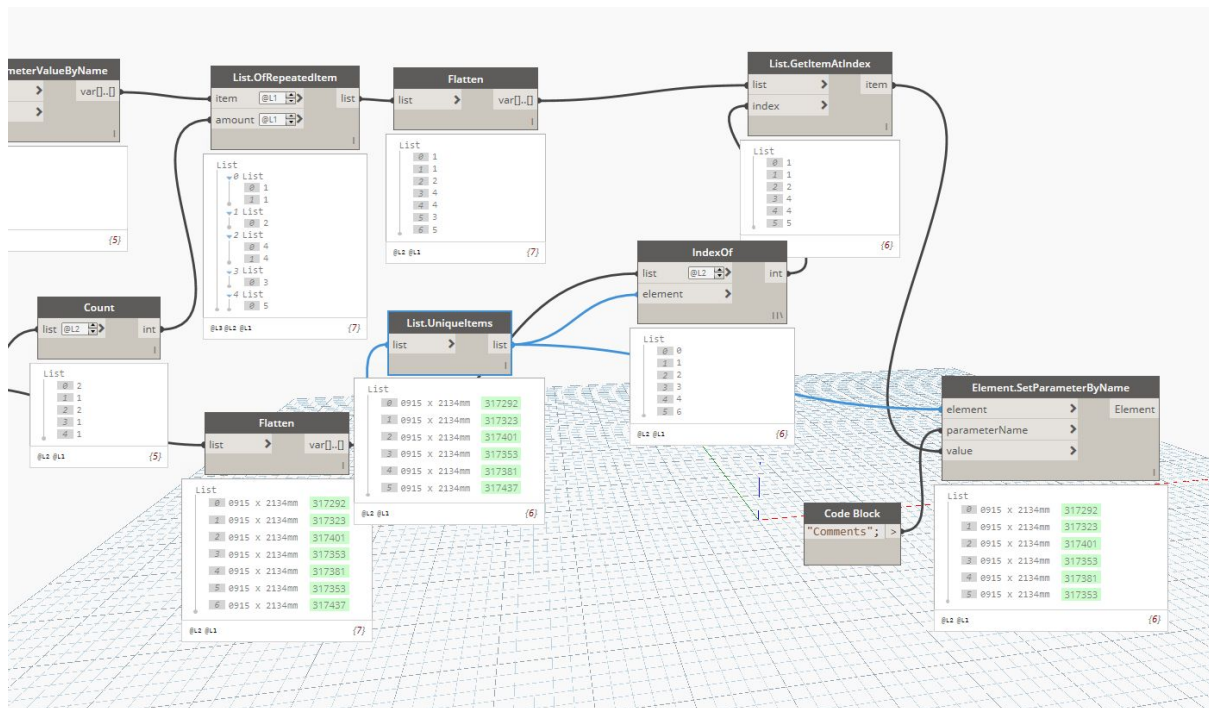 meterValueByName
> var[]..[]
>
|
{5}
List.OfRepeatedItem
item @L1 > list
amount @L1 >
|
List
0 List
0 1
1 1
1 List
0 2
2 List
0 4
1 4
3 List
0 3
4 List
0 5
@L3 @L2 @L1 {7}
Flatten
list > var[]..[]
|
List
0 1
1 1
2 2
3 4
4 4
5 3
6 5
@L2 @L1 {7}
List.GetItemAtIndex
list > item
index >
|
List
0 1
1 1
2 2
3 4
4 4
5 5
{6}
Count
list @L2 > int
|
List
0 2
1 1
2 2
3 1
4 1
@L2 @L1 {5}
Flatten
list > var[]..[]
|
List
0 0915 x 2134mm 317292
1 0915 x 2134mm 317323
2 0915 x 2134mm 317401
3 0915 x 2134mm 317353
4 0915 x 2134mm 317381
5 0915 x 2134mm 317353
6 0915 x 2134mm 317437
@L2 @L1 {7}
List.UniqueItems
list > list
|
List
0 0915 x 2134mm 317292
1 0915 x 2134mm 317323
2 0915 x 2134mm 317401
3 0915 x 2134mm 317353
4 0915 x 2134mm 317381
5 0915 x 2134mm 317437
@L2 @L1 {6}
IndexOf
list @L2 > int
element >
||\
List
0 0
1 1
2 2
3 3
4 4
5 6
@L2 @L1 {6}
Code Block
"Comments"; >
Element.SetParameterByName
element > Element
parameterName >
value >
|
List
0 0915 x 2134mm 317292
1 0915 x 2134mm 317323
2 0915 x 2134mm 317401
3 0915 x 2134mm 317353
4 0915 x 2134mm 317381
5 0915 x 2134mm 317353
@L2 @L1 {6}